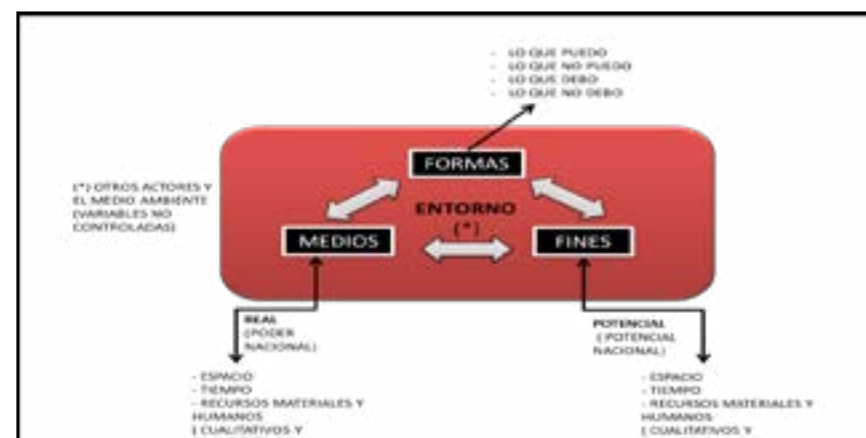 - LO QUE PUEDO
- LO QUE NO PUEDO
- LO QUE DEBO
- LO QUE NO DEBO
FORMAS
(*) OTROS ACTORES Y
EL MEDIO AMBIENTE
(VARIABLES NO
CONTROLADAS)
ENTORNO
(*)
MEDIOS
FINES
REAL
(PODER
NACIONAL)
- ESPACIO
- TIEMPO
- RECURSOS MATERIALES Y
HUMANOS
( CUALITATIVOS Y
POTENCIAL
( POTENCIAL
NACIONAL)
- ESPACIO
- TIEMPO
- RECURSOS MATERIALES Y
HUMANOS
( CUALITATIVOS Y